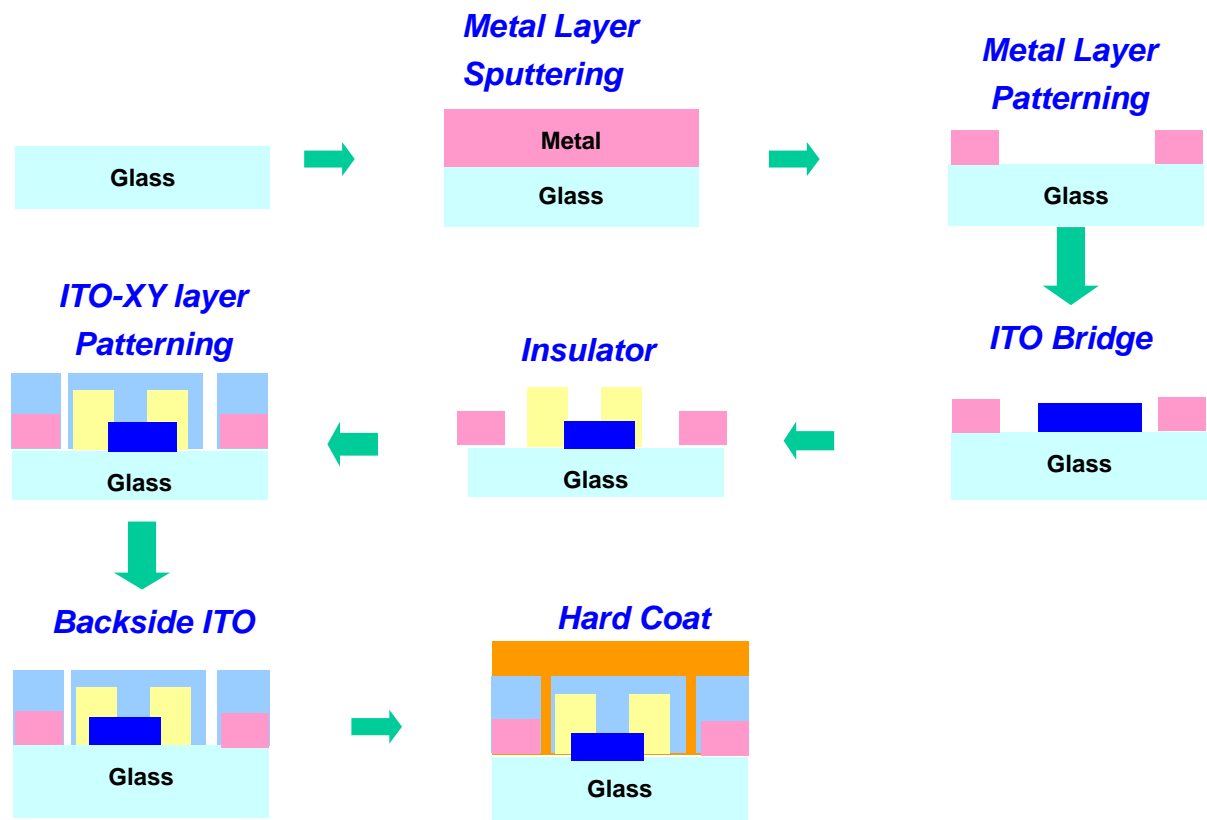 Glass
Metal Layer
Sputtering
Metal
Glass
Metal Layer
Patterning
Glass
ITO Bridge
Glass
Insulator
Glass
ITO-XY layer
Patterning
Glass
Backside ITO
Glass
Hard Coat
Glass